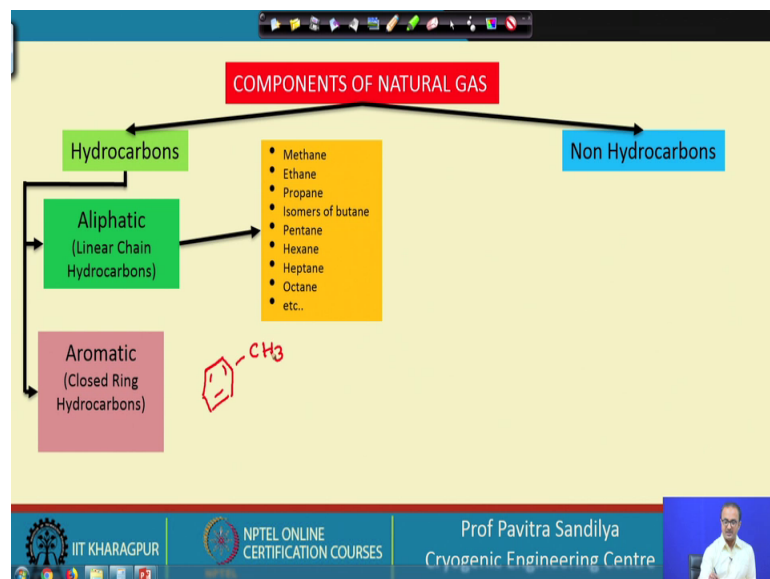 COMPONENTS OF NATURAL GAS
Hydrocarbons
Non Hydrocarbons
Aliphatic
(Linear Chain
Hydrocarbons)
• Methane
• Ethane
• Propane
• Isomers of butane
• Pentane
• Hexane
• Heptane
• Octane
• etc..
Aromatic
(Closed Ring
Hydrocarbons)
CH3
IIT KHARAGPUR
NPTEL ONLINE
CERTIFICATION COURSES
Prof Pavitra Sandilya
Cryogenic Engineering Centre